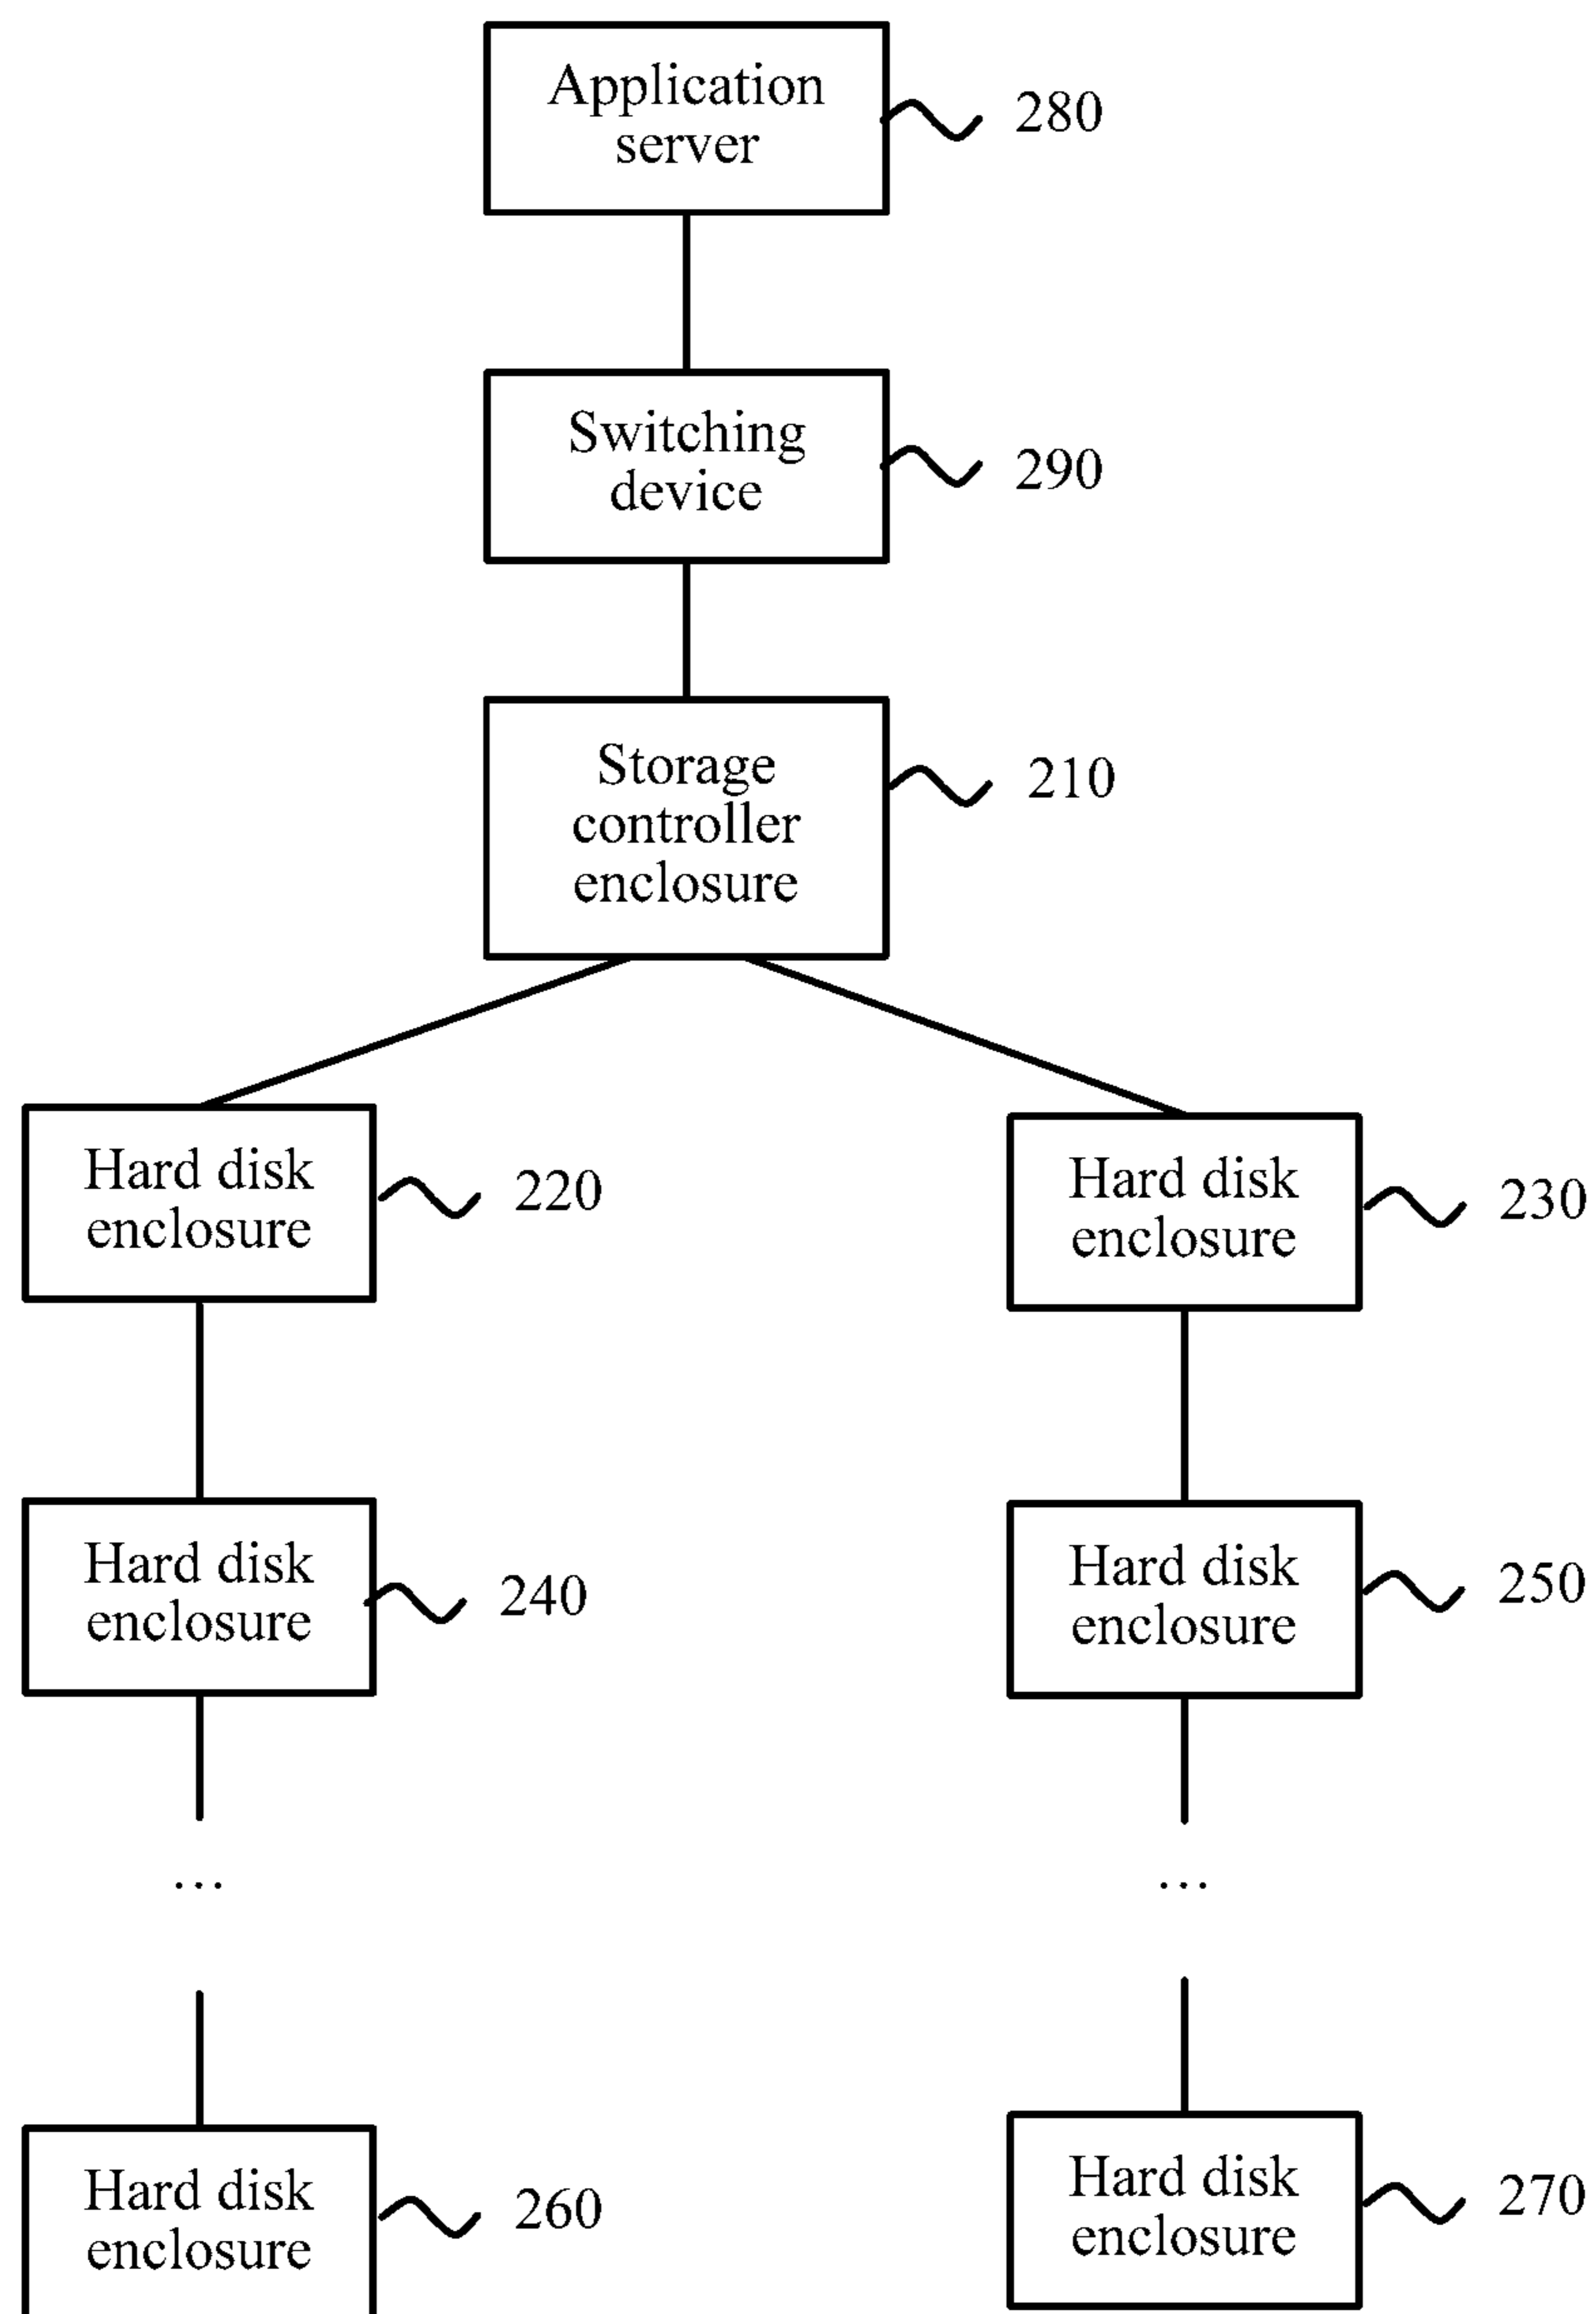 Application
server
280
Switching
device
290
Storage
controller
enclosure
210
Hard disk
enclosure
220
Hard disk
enclosure
230
Hard disk
enclosure
240
Hard disk
enclosure
250
...
...
Hard disk
enclosure
260
Hard disk
enclosure
270